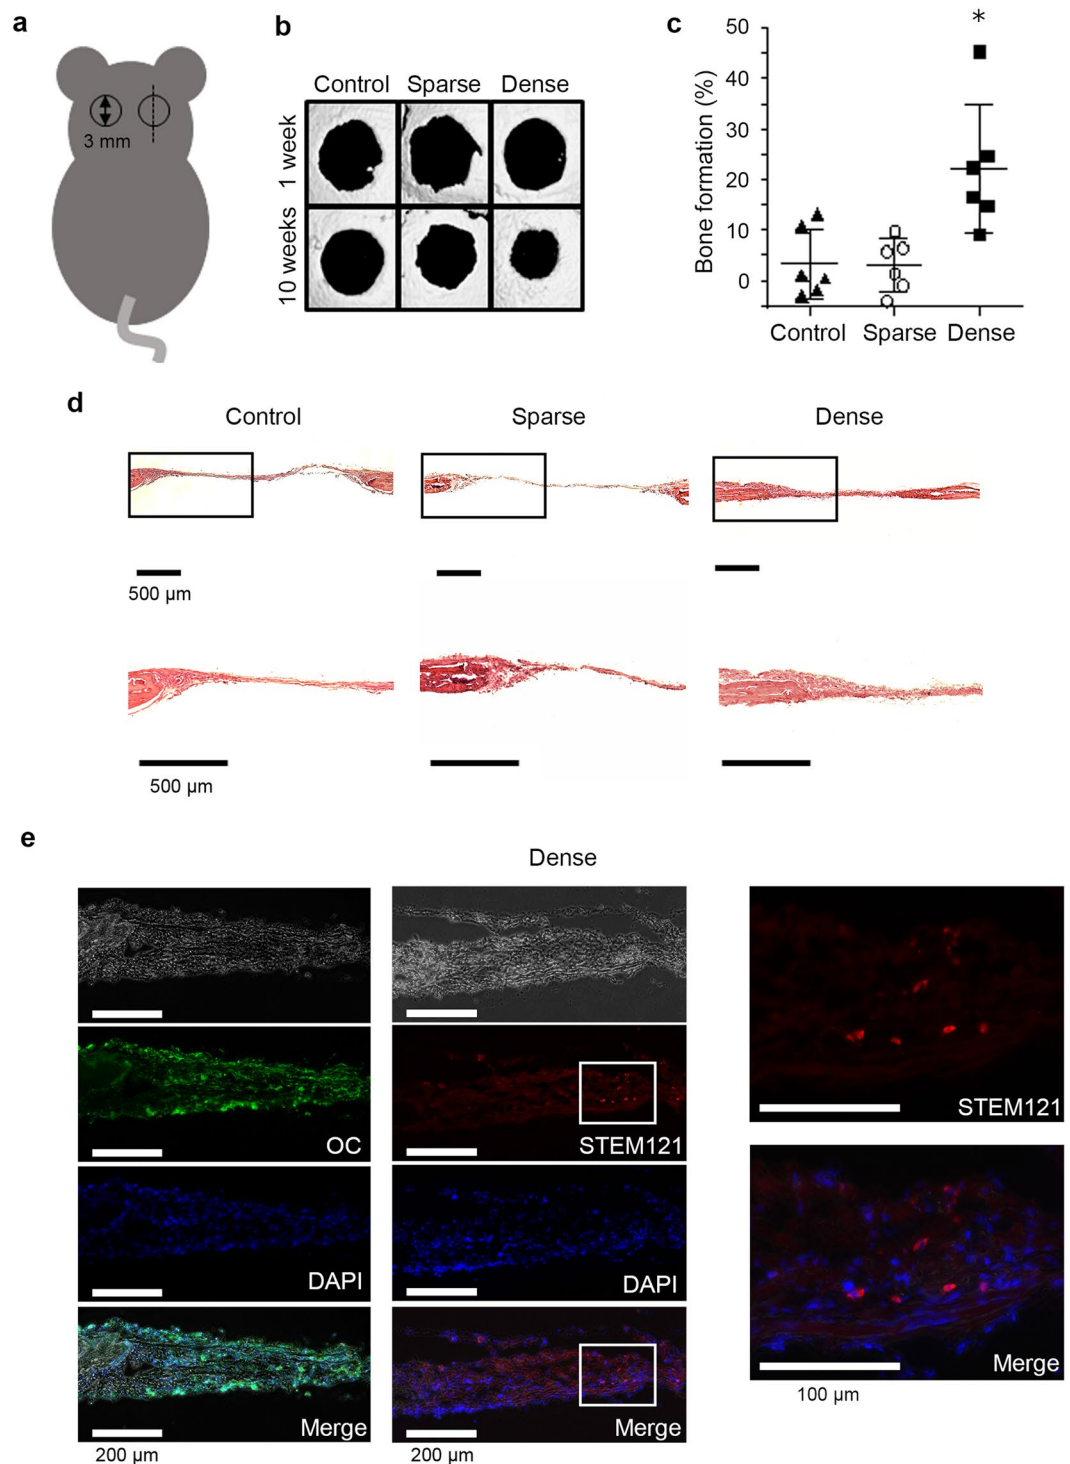 a
3 mm
b
Control Sparse Dense
1 week
10 weeks
c
*
Bone formation (%)
50
40
30
20
10
0
Control Sparse Dense
d
Control Sparse Dense
500 µm
500 µm
e
Dense
OC
DAPI
Merge
200 µm
STEM121
DAPI
Merge
200 µm
STEM121
Merge
100 µm